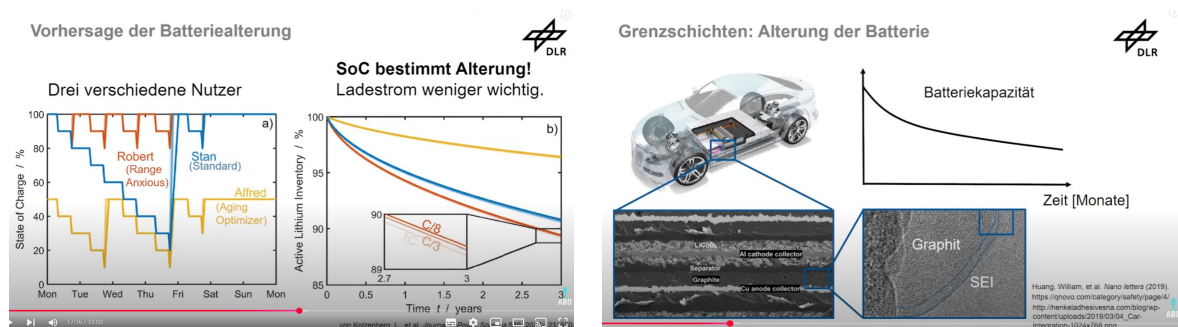 Vorhersage der Batteriealterung
DLR
Drei verschiedene Nutzer
SoC bestimmt Alterung!
Ladestrom weniger wichtig.
State of Charge / %
100
80
60
40
20
0
a)
Robert
(Range
Anxious)
Stan
(Standard)
Alfred
(Aging
Optimizer)
Mon Tue Wed Thu Fri Sat Sun Mon
Active Lithium Inventory / %
100
95
90
85
b)
90
89
C/8
C/3
2.7 3
0 0.5 1 1.5 2 2.5 3
Time t / years
ABO
17:16 / 33:03
Grenzschichten: Alterung der Batterie
DLR
Batteriekapazität
Zeit [Monate]
LiCoO₂
Al cathode collector
Separator
Graphite
Cu anode collector
Graphit
SEI
Huang, William, et al. Nano letters (2019).
https://qnovo.com/category/safety/page/4/
http://henkeladhesivesna.com/blog/wp-
content/uploads/2019/03/04_Car-